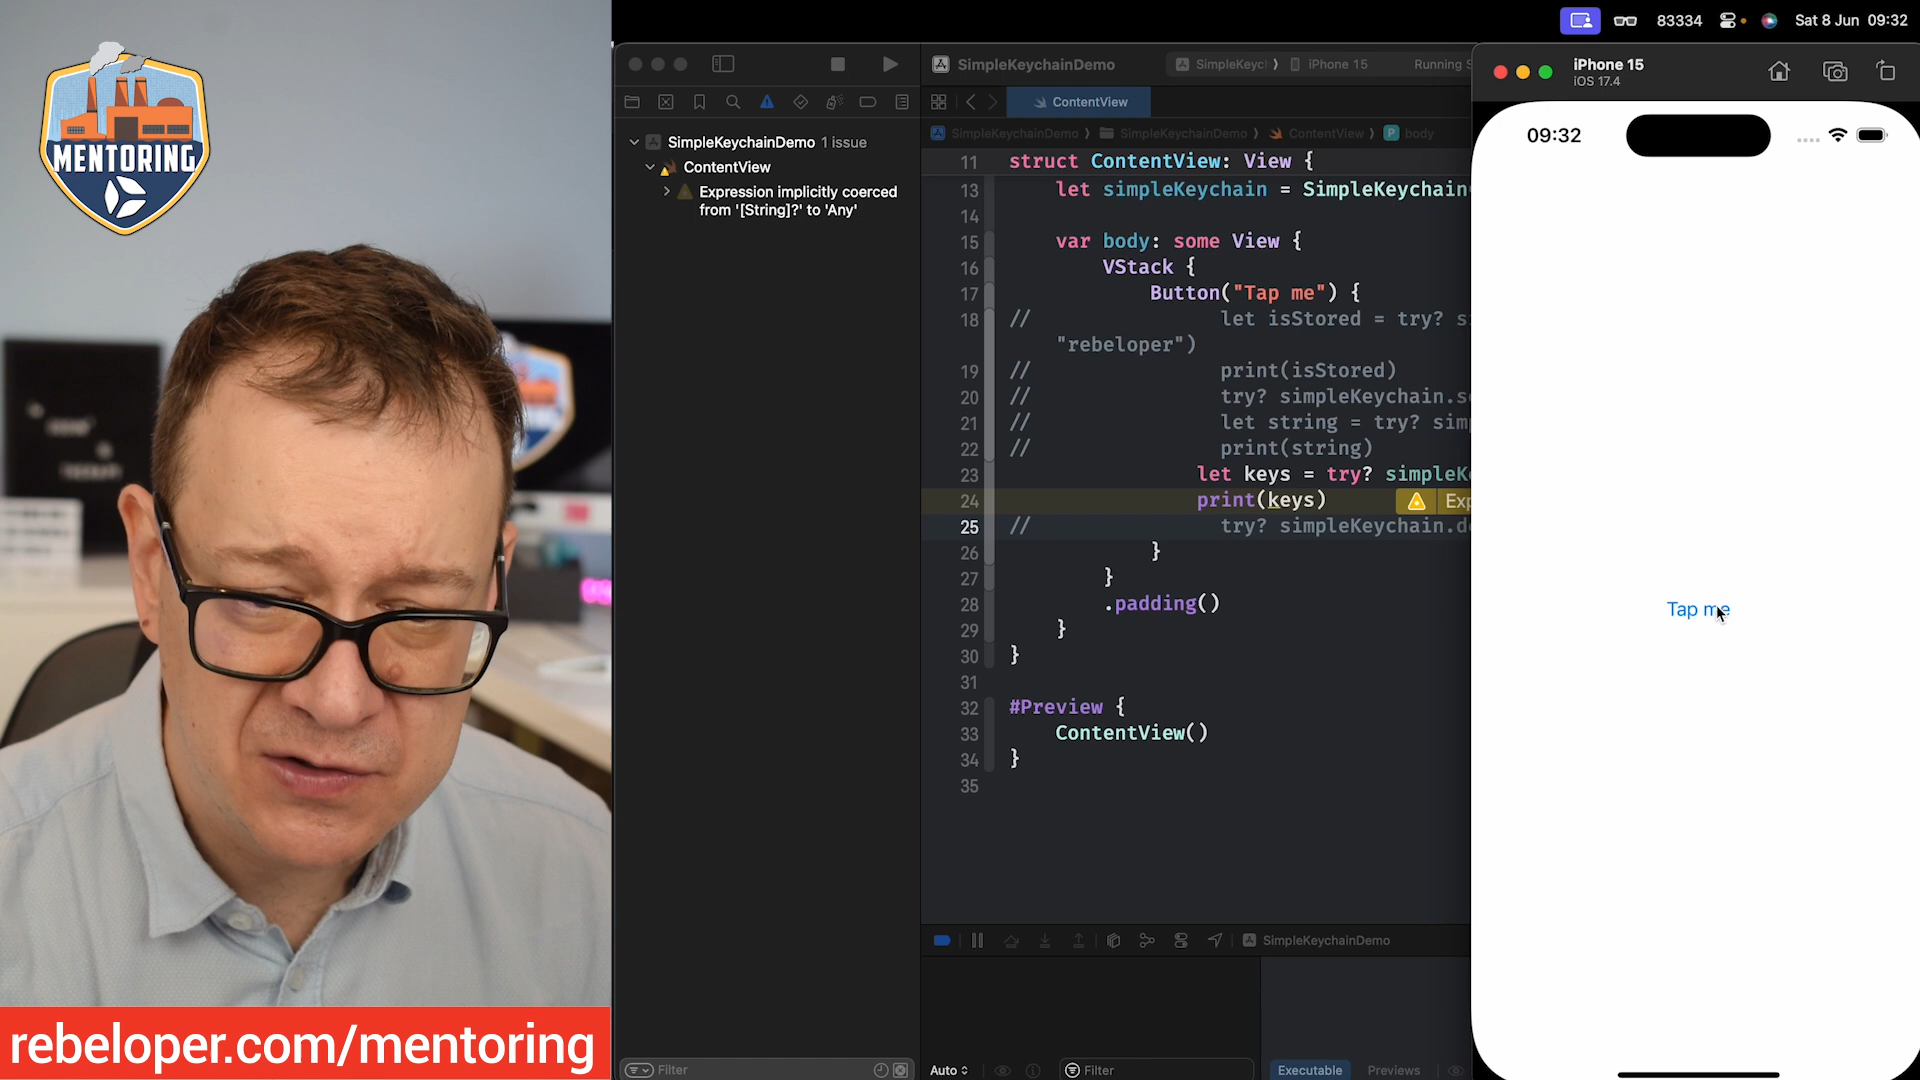 83334
Sat 8 Jun 09:32
MENTORING
SimpleKeychainDemo
SimpleKeych
iPhone 15
Running S
iPhone 15
iOS 17.4
ContentView
SimpleKeychainDemo
SimpleKeychainDemo
ContentView
body
09:32
SimpleKeychainDemo 1 issue
ContentView
Expression implicitly coerced
from '[String]?' to 'Any'
11 struct ContentView: View {
13 let simpleKeychain = SimpleKeychain
14
15 var body: some View {
16 VStack {
17 Button("Tap me") {
18 // let isStored = try? si
"rebeloper")
19 // print(isStored)
20 // try? simpleKeychain.se
21 // let string = try? sim
22 // print(string)
23 let keys = try? simpleK
24 print(keys) Exp
25 // try? simpleKeychain.de
26 }
27 }
28 .padding()
29 }
30 }
31
32 #Preview {
33 ContentView()
34 }
35
Tap me
SimpleKeychainDemo
rebeloper.com/mentoring
Filter
Auto
Filter
Executable
Previews